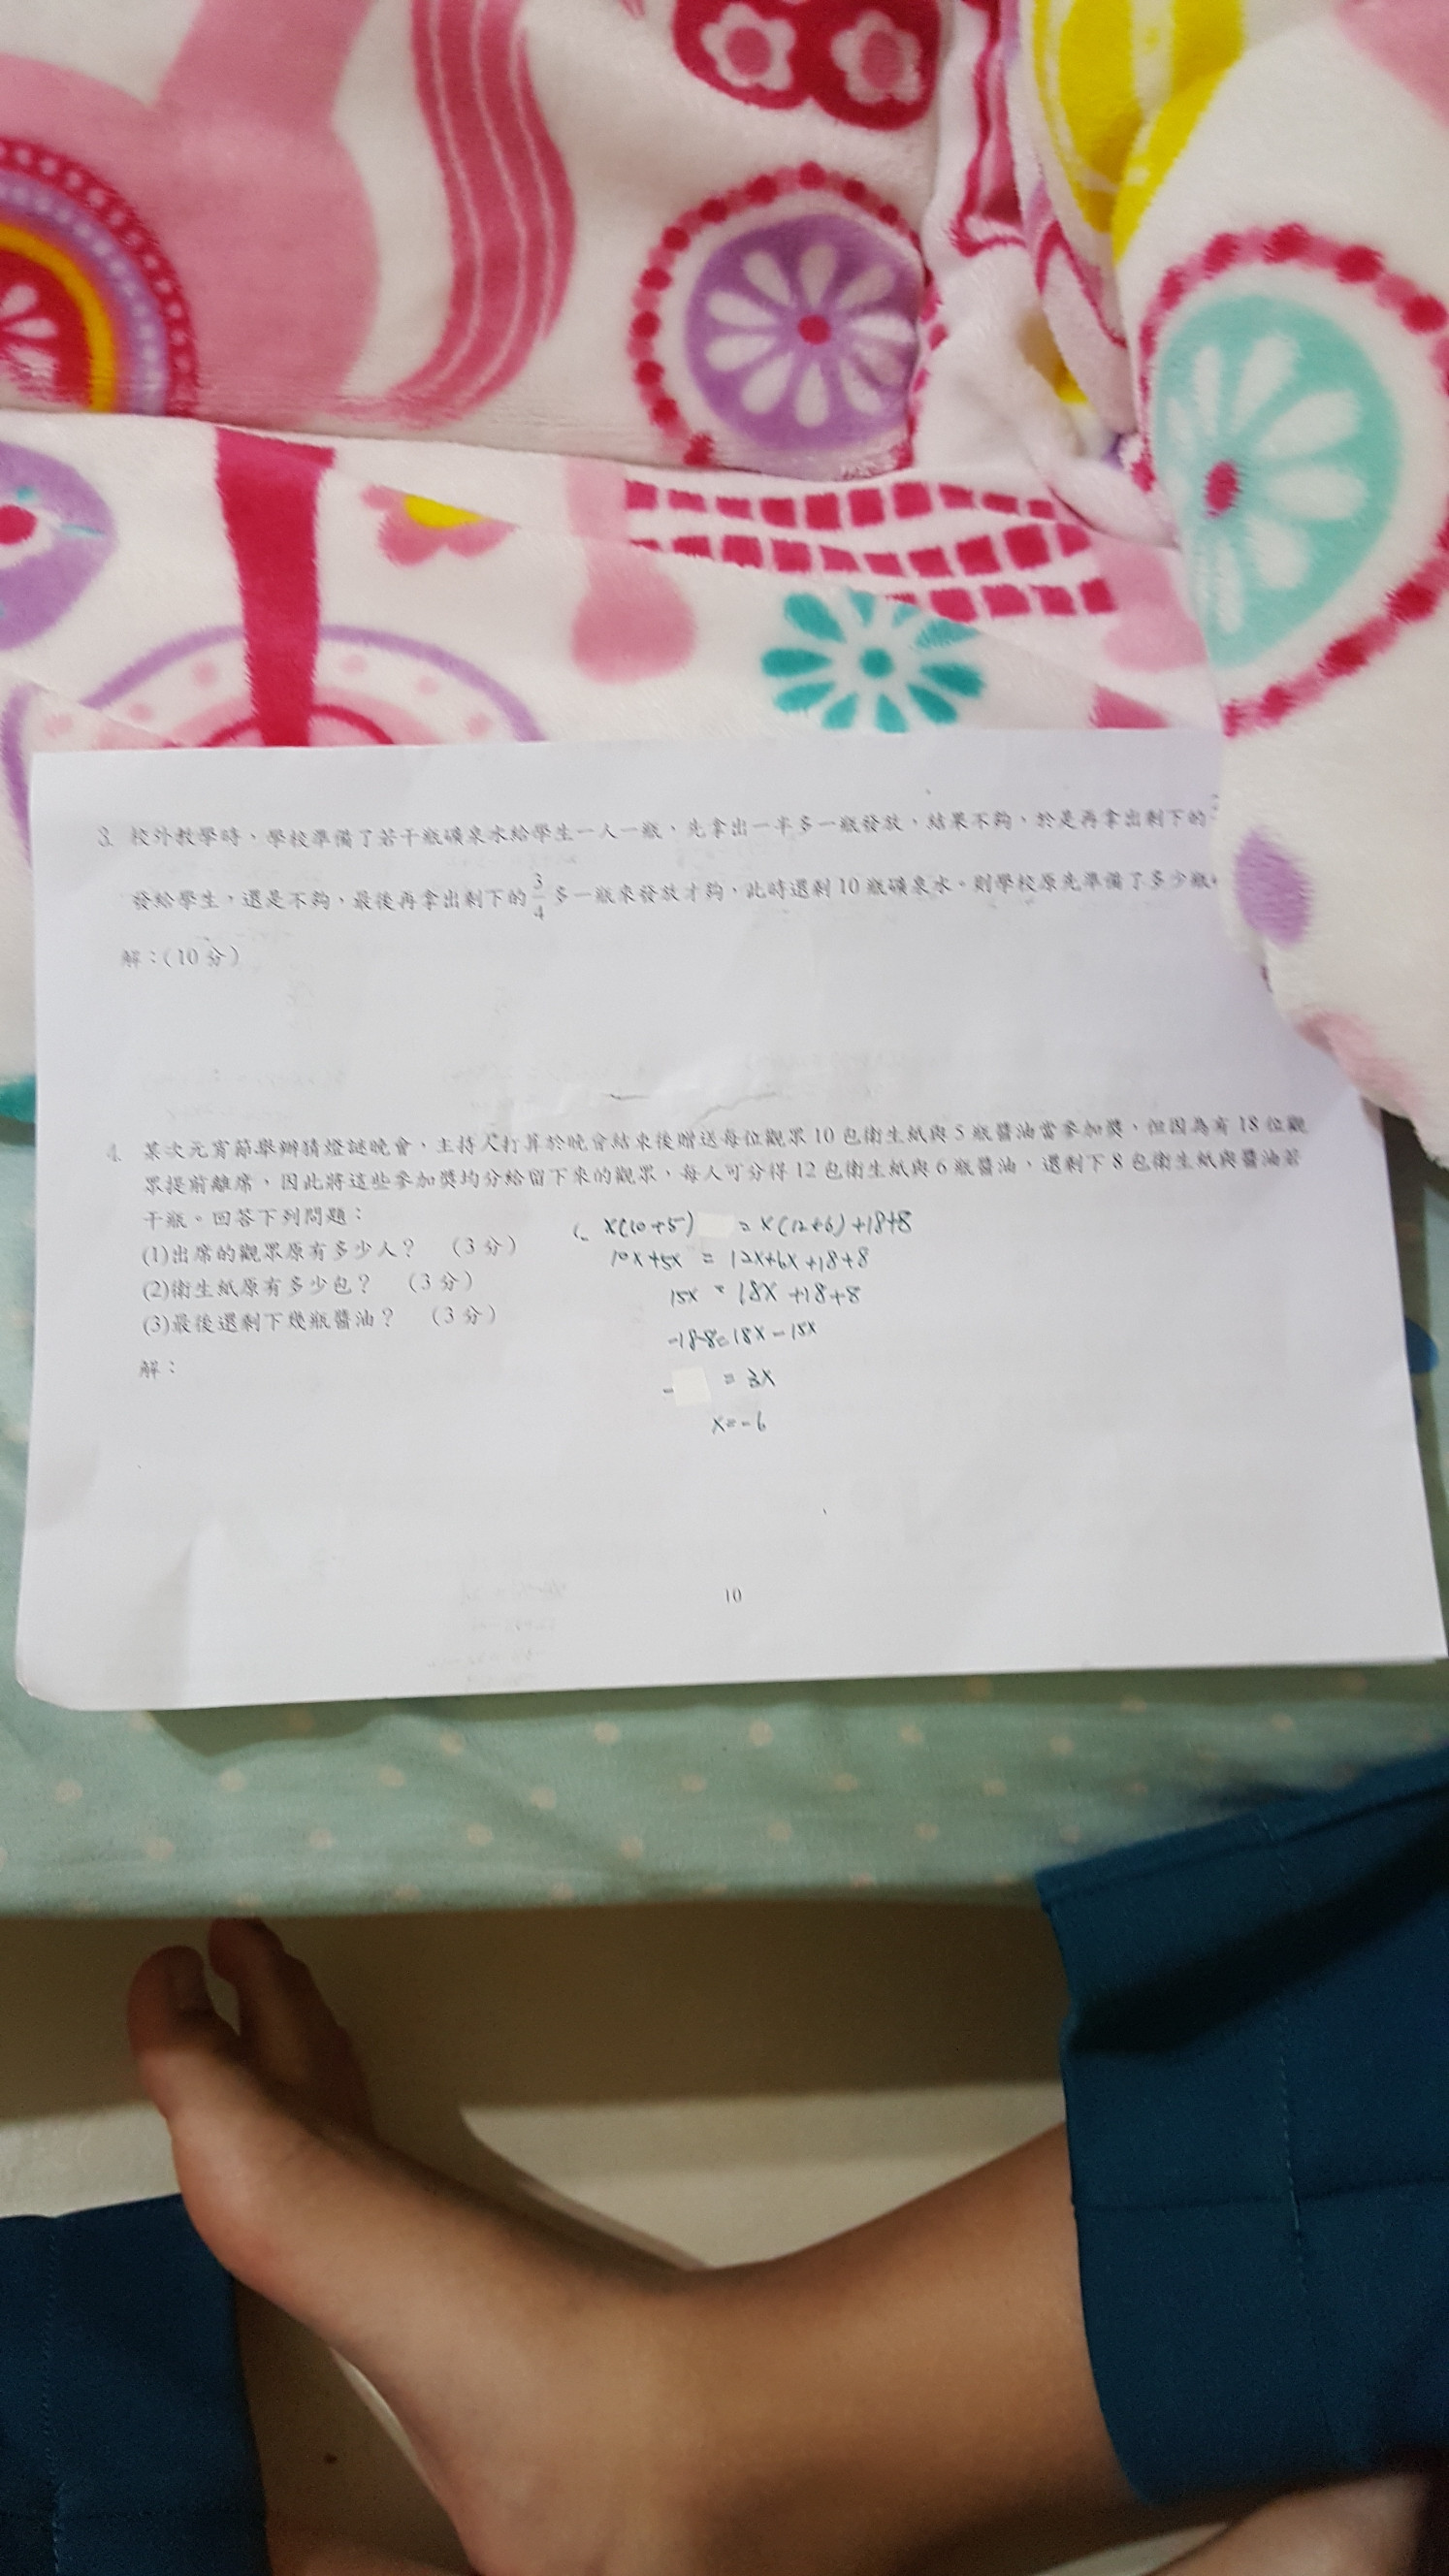 3. 校外教學時，學校準備了若干瓶礦泉水給學生一人一瓶，先拿出一半多一瓶發放，結果不夠，於是再拿出剩下的
發給學生，還是不夠，最後再拿出剩下的 3/4 多一瓶來發放才夠，此時還剩 10 瓶礦泉水。則學校原先準備了多少瓶
解：(10 分)
4. 某次元宵節舉辦猜燈謎晚會，主持人打算於晚會結束後贈送每位觀眾 10 包衛生紙與 5 瓶醬油當參加獎，但因為有 18 位觀
眾提前離席，因此將這些參加獎均分給留下來的觀眾，每人可分得 12 包衛生紙與 6 瓶醬油，還剩下 8 包衛生紙與醬油若
干瓶。回答下列問題：
(1)出席的觀眾原有多少人？ （3 分）
(2)衛生紙原有多少包？ （3 分）
(3)最後還剩下幾瓶醬油？ （3 分）
解：
x(10+5) = x(12+6)+18+8
10x+5x = 12x+6x+18+8
15x = 18x+18+8
-18-8=18x-15x
- = 3x
x=-6
10